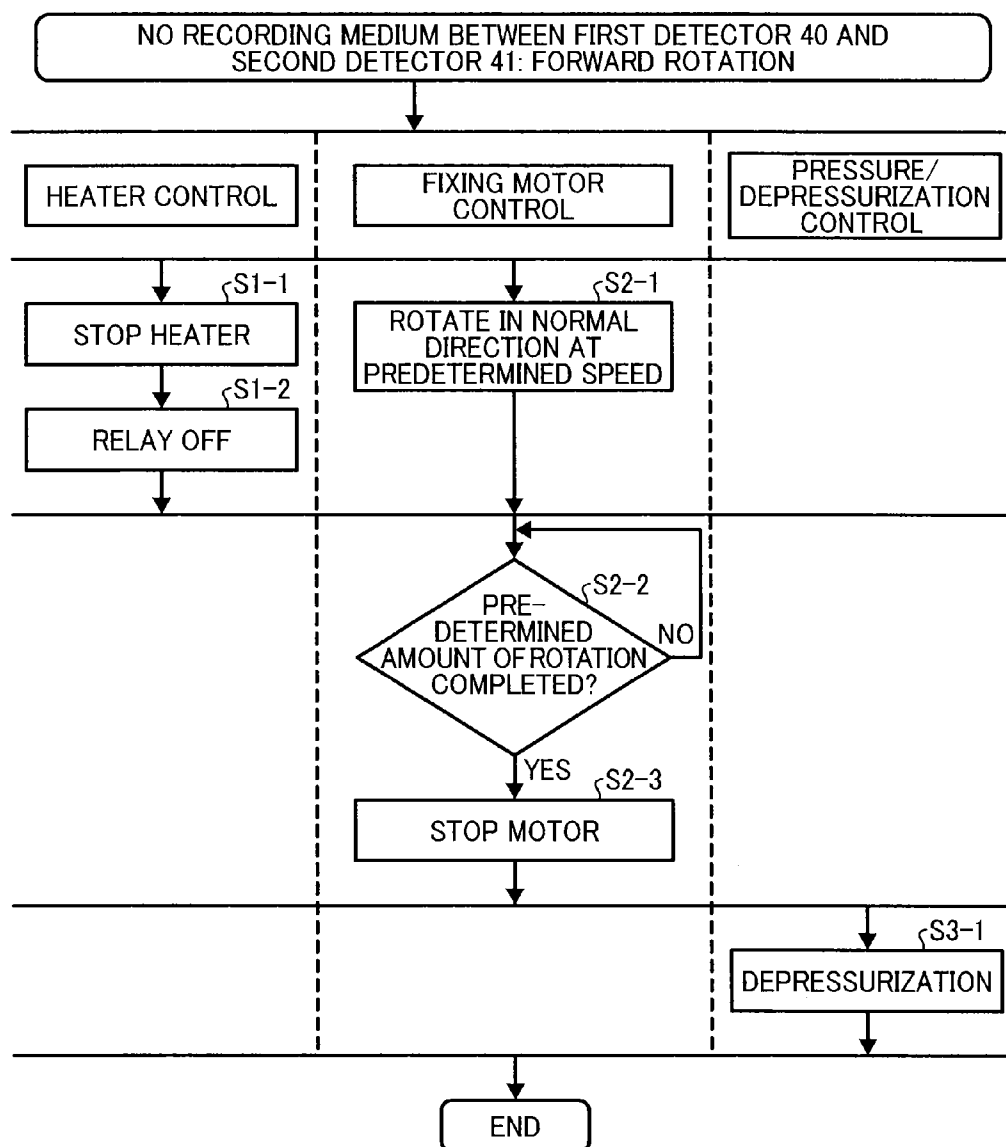 NO RECORDING MEDIUM BETWEEN FIRST DETECTOR 40 AND
SECOND DETECTOR 41: FORWARD ROTATION
HEATER CONTROL
FIXING MOTOR
CONTROL
PRESSURE/
DEPRESSURIZATION
CONTROL
S1-1
STOP HEATER
S1-2
RELAY OFF
S2-1
ROTATE IN NORMAL
DIRECTION AT
PREDETERMINED SPEED
S2-2
PRE-
DETERMINED
AMOUNT OF ROTATION
COMPLETED?
NO
YES
S2-3
STOP MOTOR
S3-1
DEPRESSURIZATION
END